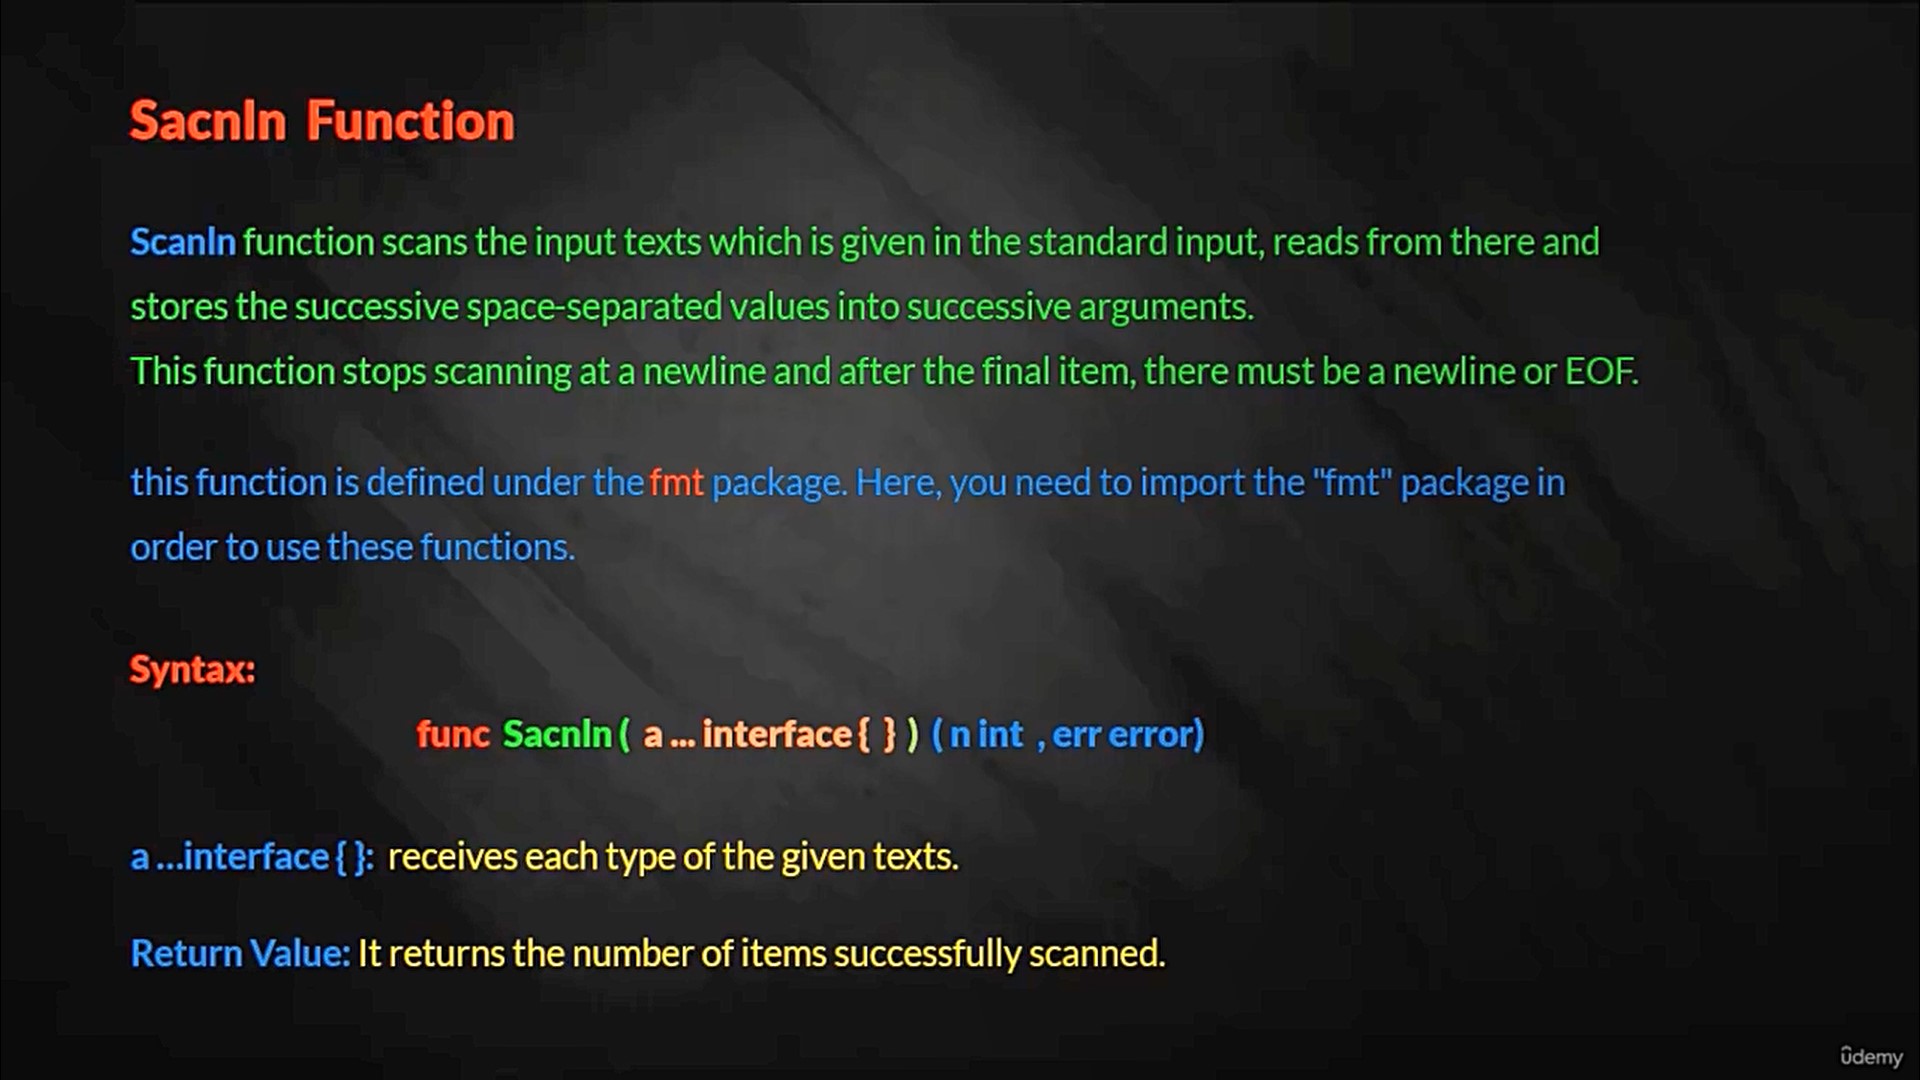 Sacnln Function
Scanln function scans the input texts which is given in the standard input, reads from there and
stores the successive space-separated values into successive arguments.
This function stops scanning at a newline and after the final item, there must be a newline or EOF.
this function is defined under the fmt package. Here, you need to import the "fmt" package in
order to use these functions.
Syntax:
func Sacnln ( a ... interface { } ) ( n int , err error)
a ...interface { }: receives each type of the given texts.
Return Value: It returns the number of items successfully scanned.
ûdemy